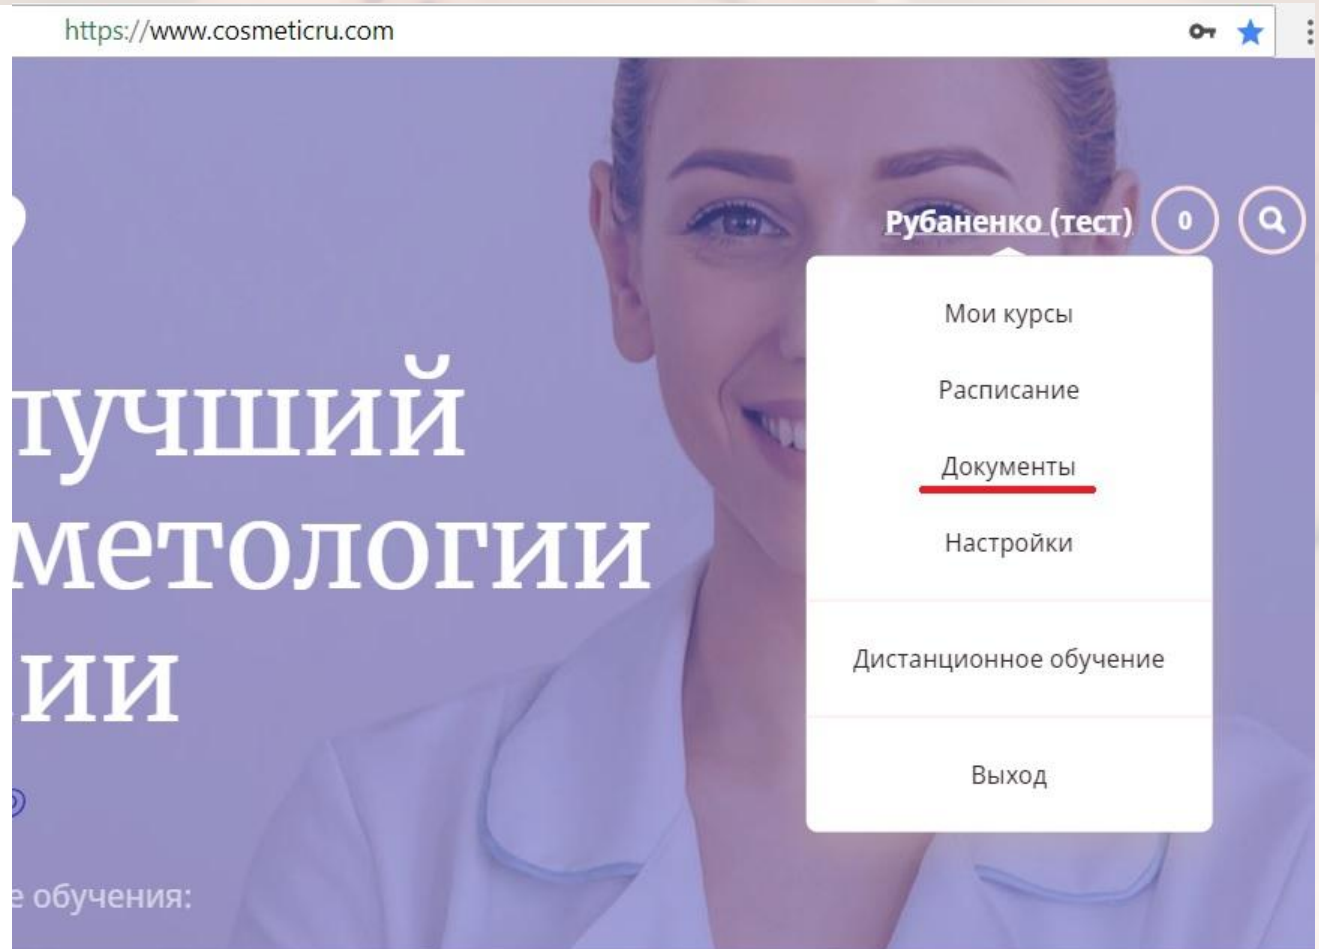 https://www.cosmeticru.com
Рубаненко (тест)
0
Мои курсы
Расписание
Документы
Настройки
Дистанционное обучение
Выход
лучший
метологии
ии
е обучения: